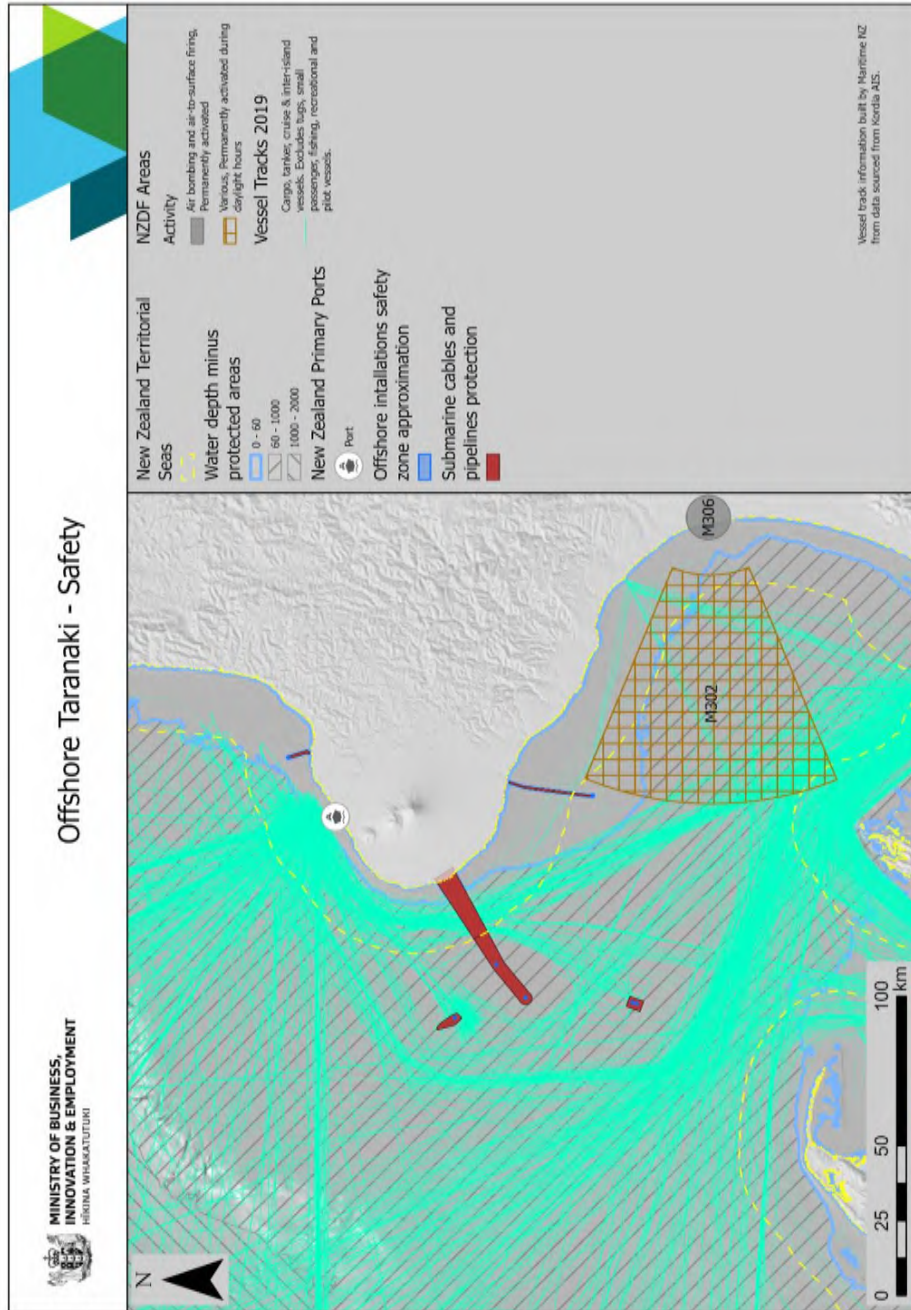 MINISTRY OF BUSINESS,
INNOVATION & EMPLOYMENT
HĪKINA WHAKATUTUKI
Offshore Taranaki - Safety
N
M302
M306
0
25
50
100
km
New Zealand Territorial
Seas
Water depth minus
protected areas
0 - 60
60 - 1000
1000 - 2000
New Zealand Primary Ports
Port
Offshore intallations safety
zone approximation
Submarine cables and
pipelines protection
NZDF Areas
Activity
Air bombing and air-to-surface firing,
Permanently activated
Various, Permanently activated during
daylight hours
Vessel Tracks 2019
Cargo, tanker, cruise & inter-island
vessels. Excludes tugs, small
passenger, fishing, recreational and
pilot vessels.
Vessel track information built by Maritime NZ
from data sourced from Kordia AIS.